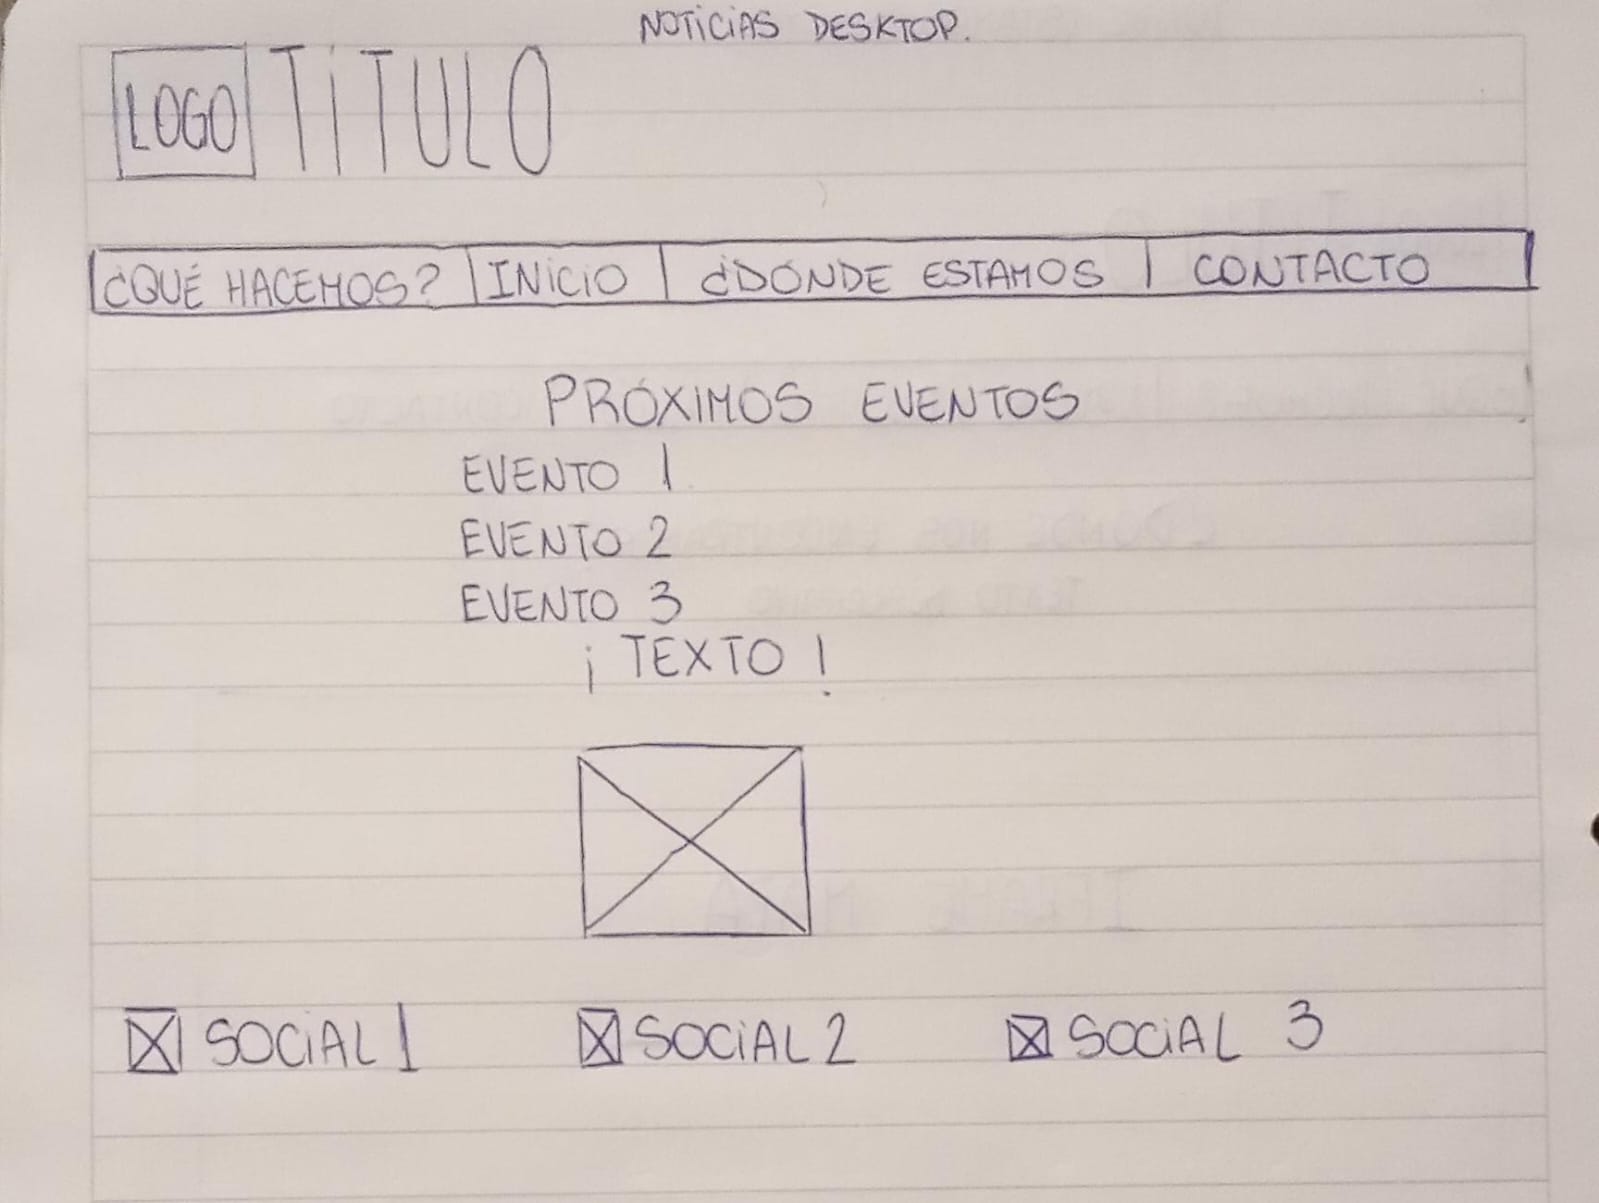 NOTICIAS DESKTOP.
LOGO TITULO
¿QUÉ HACEMOS? INICIO ¿DÓNDE ESTAMOS CONTACTO
PRÓXIMOS EVENTOS
EVENTO 1
EVENTO 2
EVENTO 3
¡TEXTO!
SOCIAL 1 SOCIAL 2 SOCIAL 3